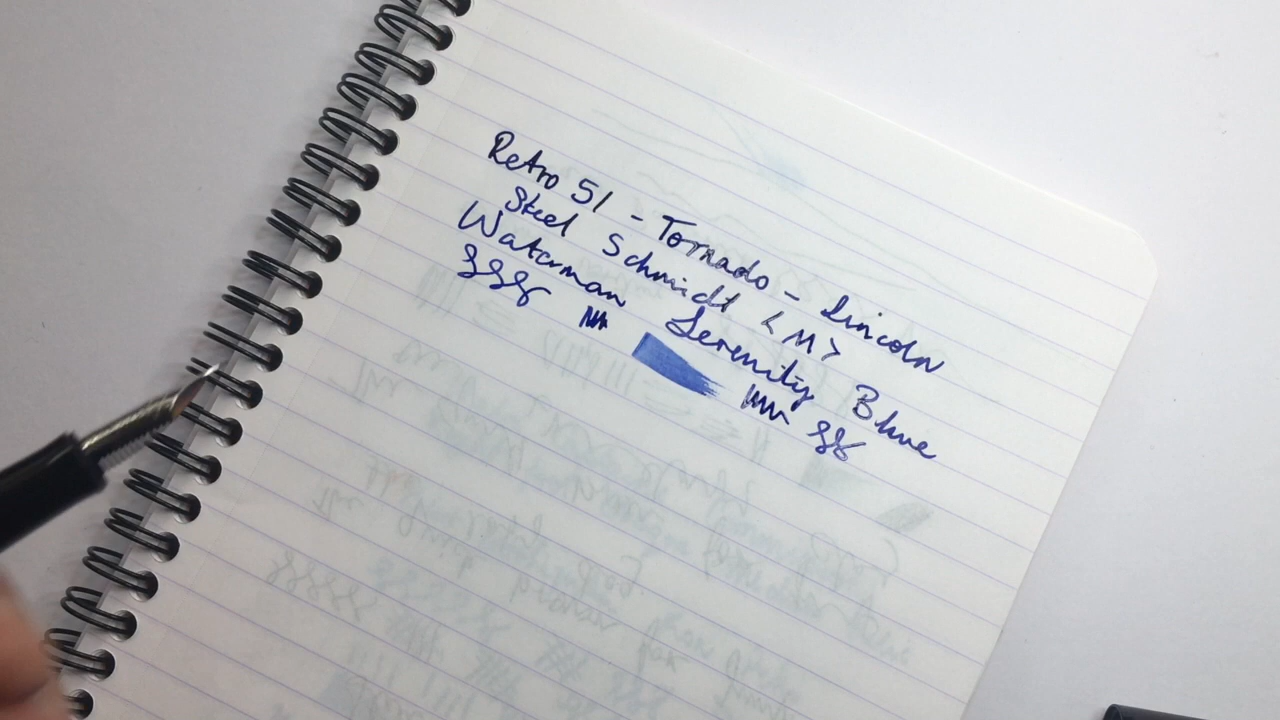 Retro 51 - Tornado - Lincoln
Steel Schmidt <M>
Waterman Serenity Blue